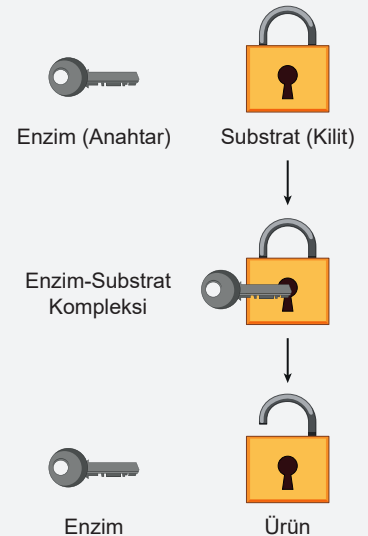 Enzim (Anahtar)
Substrat (Kilit)
Enzim-Substrat
Kompleksi
Enzim
Ürün